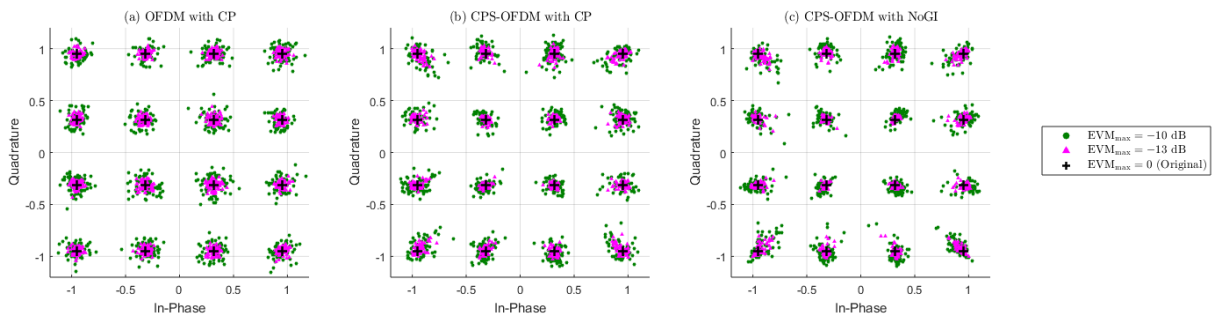 (a) OFDM with CP
1
0.5
0
-0.5
-1
Quadrature
-1
-0.5
0
0.5
1
In-Phase
(b) CPS-OFDM with CP
1
0.5
0
-0.5
-1
Quadrature
-1
-0.5
0
0.5
1
In-Phase
(c) CPS-OFDM with NoGI
1
0.5
0
-0.5
-1
Quadrature
-1
-0.5
0
0.5
1
In-Phase
EVMmax = −10 dB
EVMmax = −13 dB
EVMmax = 0 (Original)